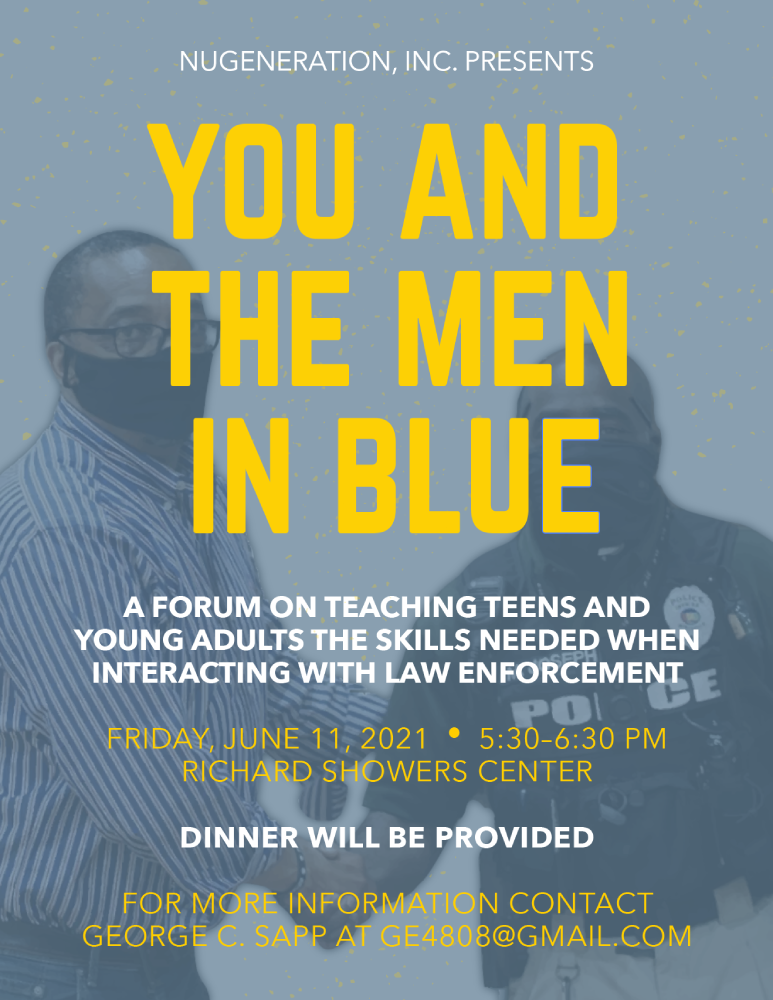 NUGENERATION, INC. PRESENTS
YOU AND
THE MEN
IN BLUE
A FORUM ON TEACHING TEENS AND
YOUNG ADULTS THE SKILLS NEEDED WHEN
INTERACTING WITH LAW ENFORCEMENT
JOSEPH
POLICE
FRIDAY, JUNE 11, 2021 • 5:30–6:30 PM
RICHARD SHOWERS CENTER
DINNER WILL BE PROVIDED
FOR MORE INFORMATION CONTACT
GEORGE C. SAPP AT GE4808@GMAIL.COM